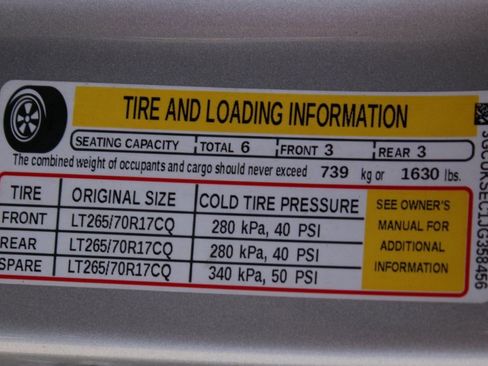 TIRE AND LOADING INFORMATION
SEATING CAPACITY TOTAL 6 FRONT 3 REAR 3
The combined weight of occupants and cargo should never exceed 739 kg or 1630 lbs.
TIRE ORIGINAL SIZE COLD TIRE PRESSURE
FRONT LT265/70R17CQ 280 kPa, 40 PSI
REAR LT265/70R17CQ 280 kPa, 40 PSI
SPARE LT265/70R17CQ 340 kPa, 50 PSI
SEE OWNER'S
MANUAL FOR
ADDITIONAL
INFORMATION